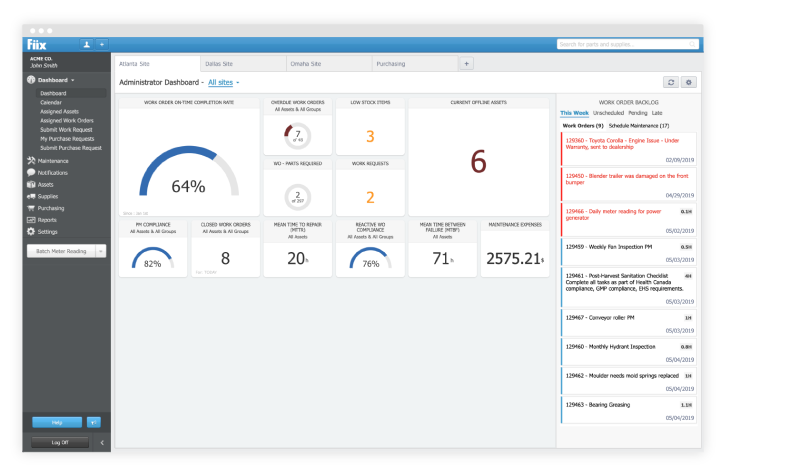 Fiix
+
Search for parts and supplies...
ACME CO.
John Smith
Dashboard
Dashboard
Calender
Assigned Assets
Assigned Work Orders
Submit Work Request
My Purchase Requests
Submit Purchase Request
Maintenance
Notifications
Assets
Supplies
Purchasing
Reports
Settings
Batch Meter Reading
Help
Log Off
Atlanta Site
Dallas Site
Omaha Site
Purchasing
+
Administrator Dashboard - All sites
WORK ORDER ON-TIME COMPLETION RATE
64%
OVERDUE WORK ORDERS
All Assets & All Groups
7
of 45
LOW STOCK ITEMS
3
CURRENT OFFLINE ASSETS
6
WO - PARTS REQUIRED
2
of 257
WORK REQUESTS
2
PM COMPLIANCE
All Assets & All Groups
82%
CLOSED WORK ORDERS
All Assets & All Groups
8
MEAN TIME TO REPAIR
(MTTR)
All Assets
20h
REACTIVE WO
COMPLIANCE
All Assets & All Groups
76%
MEAN TIME BETWEEN
FAILURE (MTBF)
All Assets
71h
MAINTENANCE EXPENSES
2575.21$
WORK ORDER BACKLOG
This Week Unscheduled Pending Late
Work Orders (9) Schedule Maintenance (17)
129360 - Toyota Corolla - Engine Issue - Under
Warranty, sent to dealership
02/09/2019
129450 - Blender trailer was damaged on the front
bumper
04/29/2019
129466 - Daily meter reading for power 0.1H
generator
05/02/2019
129459 - Weekly Fan Inspection PM 0.5H
05/03/2019
129461 - Post-Harvest Sanitation Checklist 4H
Complete all tasks as part of Health Canada
compliance, GMP compliance, EHS requirements.
05/03/2019
129467 - Conveyor roller PM 1H
05/03/2019
129460 - Monthly Hydrant Inspection 0.0H
05/04/2019
129462 - Moulder needs mold springs replaced 1H
05/04/2019
129463 - Bearing Greasing 1.1H
05/04/2019